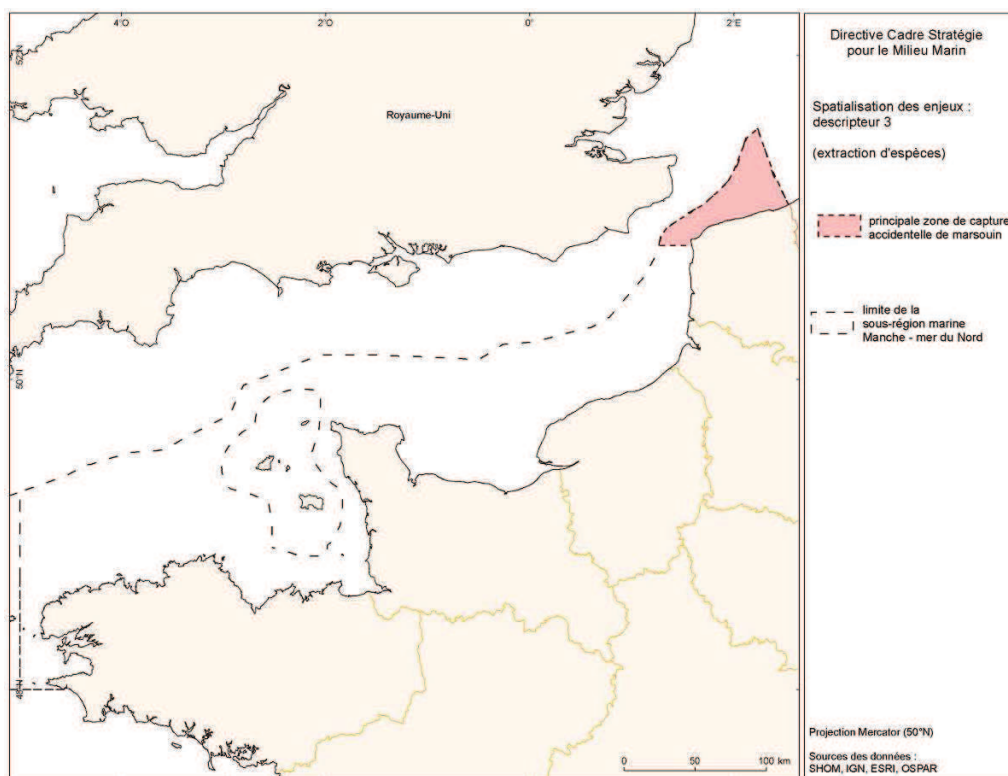 4°O
2°O
0°
2°E
52°N
50°N
48°N
Royaume-Uni
0
50
100 km
Directive Cadre Stratégie
pour le Milieu Marin
Spatialisation des enjeux :
descripteur 3
(extraction d'espèces)
principale zone de capture
accidentelle de marsouin
limite de la
sous-région marine
Manche - mer du Nord
Projection Mercator (50°N)
Sources des données :
SHOM, IGN, ESRI, OSPAR